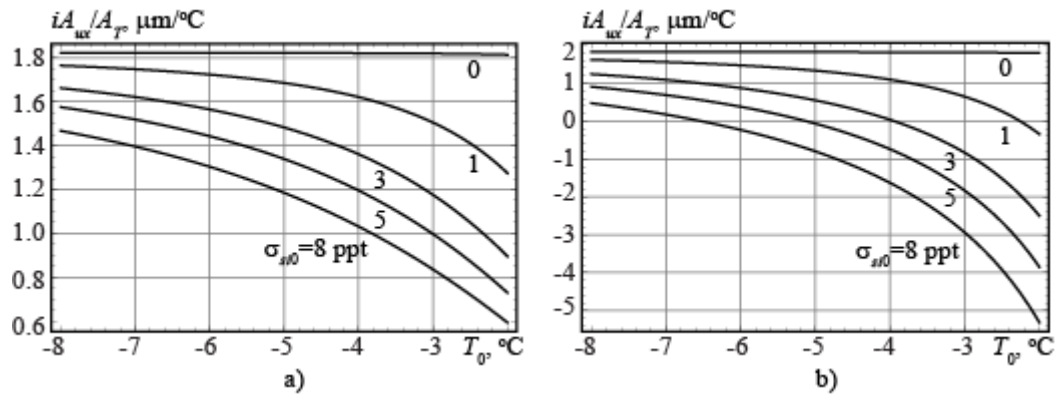 iA_ux/A_T, μm/°C
iA_ux/A_T, μm/°C
1.8
1.6
1.4
1.2
1.0
0.8
0.6
0
1
3
5
σ_si0=8 ppt
-8 -7 -6 -5 -4 -3 T_0, °C
a)
2
1
0
-1
-2
-3
-4
-5
0
1
3
5
σ_si0=8 ppt
-8 -7 -6 -5 -4 -3 T_0, °C
b)